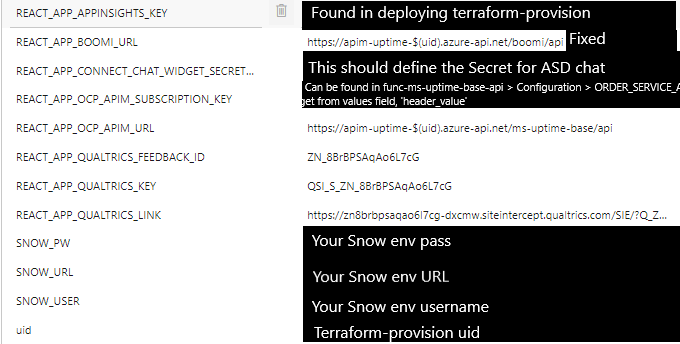 REACT_APP_APPINSIGHTS_KEY Found in deploying terraform-provision
REACT_APP_BOOMI_URL https://apim-uptime-$(uid).azure-api.net/boomi/api Fixed
REACT_APP_CONNECT_CHAT_WIDGET_SECRET... This should define the Secret for ASD chat
REACT_APP_OCP_APIM_SUBSCRIPTION_KEY Can be found in func-ms-uptime-base-api > Configuration > ORDER_SERVICE_A
get from values field, 'header_value'
REACT_APP_OCP_APIM_URL https://apim-uptime-$(uid).azure-api.net/ms-uptime-base/api
REACT_APP_QUALTRICS_FEEDBACK_ID ZN_8BrBPSAqAo6L7cG
REACT_APP_QUALTRICS_KEY QSI_S_ZN_8BrBPSAqAo6L7cG
REACT_APP_QUALTRICS_LINK https://zn8brbpsaqao6l7cg-dxcmw.siteintercept.qualtrics.com/SIE/?Q_Z...
SNOW_PW Your Snow env pass
SNOW_URL Your Snow env URL
SNOW_USER Your Snow env username
uid Terraform-provision uid